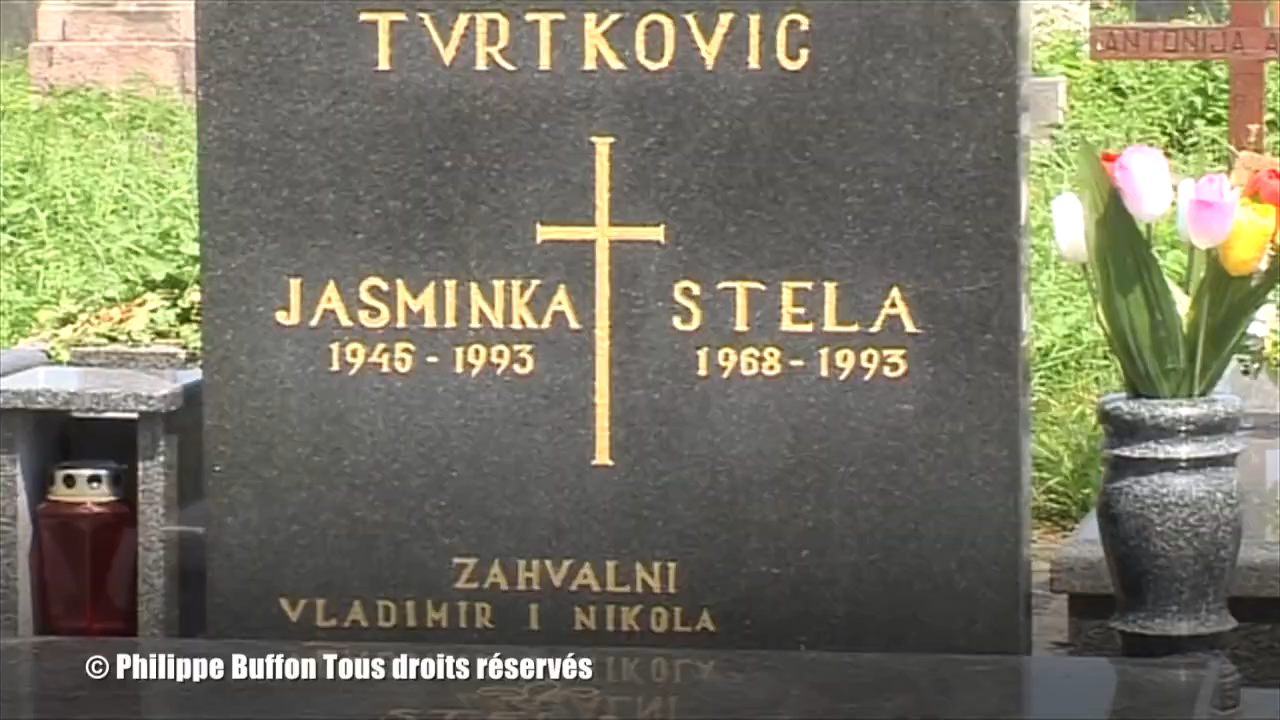 TVRTKOVIC
ANTONIJA A
JASMINKA
1945 - 1993
STELA
1968 - 1993
ZAHVALNI
VLADIMIR I NIKOLA
© Philippe Buffon Tous droits réservés